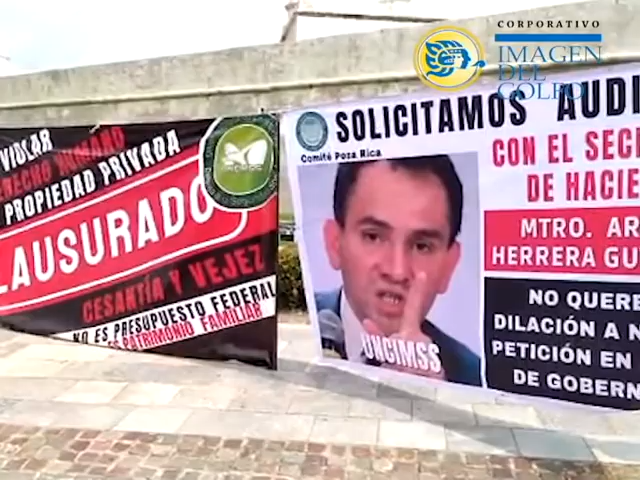 CORPORATIVO
IMAGEN
DEL
GOLFO
VIOLAR
HUMANO
PROPIEDAD PRIVADA
LAUSURADO
CESANTÍA Y VEJEZ
NO ES PRESUPUESTO FEDERAL
ES PATRIMONIO FAMILIAR
SOLICITAMOS AUDI
Comité Poza Rica
CON EL SEC
DE HACIE
MTRO. AR
HERRERA GU
UNCIMSS
NO QUERE
DILACIÓN A N
PETICIÓN EN
DE GOBERN